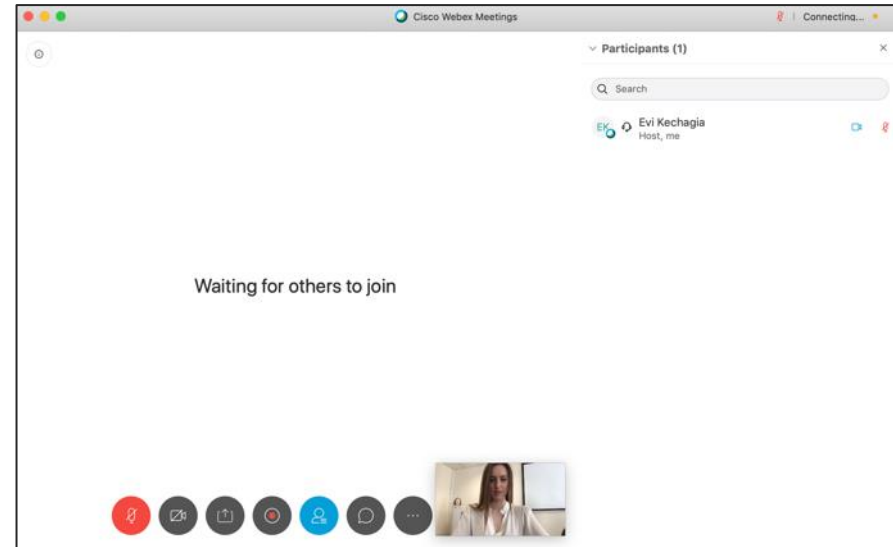 Cisco Webex Meetings
Connecting...
Participants (1)
Search
EK
Evi Kechagia
Host, me
Waiting for others to join